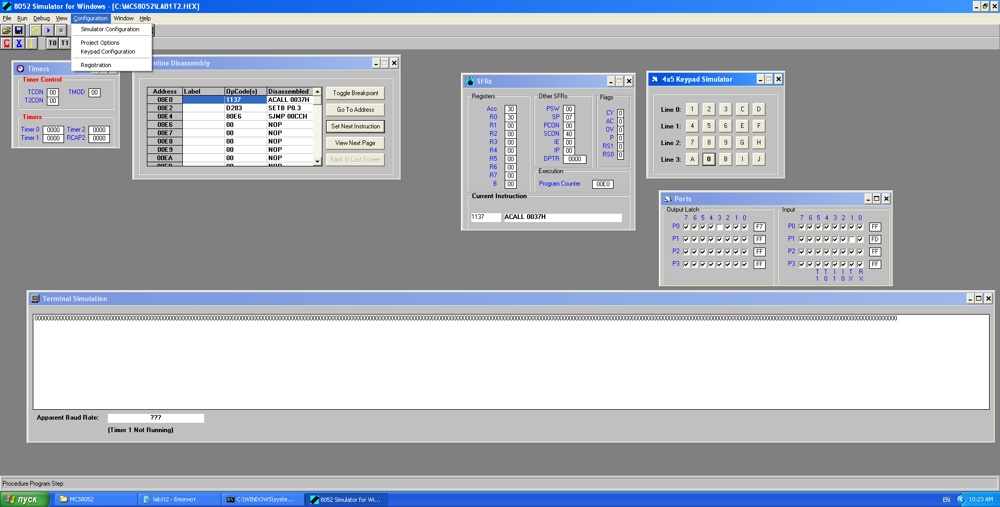 8052 Simulator for Windows - [C:\MCS8052\LAB1T2.HEX]
File Run Debug View Configuration Window Help
Simulator Configuration
Project Options
Keypad Configuration
Registration
T0 T1
Timers
Timer Control
TCON 00 TMOD 00
T2CON 00
Timers
Timer 0 0000 Timer 2 0000
Timer 1 0000 RCAP2 0000
nline Disassembly
Address Label OpCode(s) Disassembled
00E0 1137 ACALL 0037H
00E2 D283 SETB P0.3
00E4 80E6 SJMP 00CCH
00E6 00 NOP
00E7 00 NOP
00E8 00 NOP
00E9 00 NOP
00EA 00 NOP
00EB 00 NOP
Toggle Breakpoint
Go To Address
Set Next Instruction
View Next Page
Back to Last Screen
SFRs
Registers
Acc 30
R0 30
R1 00
R2 00
R3 00
R4 00
R5 00
R6 00
R7 00
B 00
Other SFRs
PSW 00
SP 07
PCON 00
SCON 40
IE 00
IP 00
DPTR 0000
Flags
CY 0
AC 0
OV 0
P 0
RS1 0
RS0 0
Execution
Program Counter 00E0
Current Instruction
1137 ACALL 0037H
4x5 Keypad Simulator
Line 0: 1 2 3 C D
Line 1: 4 5 6 E F
Line 2: 7 8 9 G H
Line 3: A 0 B I J
Ports
Output Latch
7 6 5 4 3 2 1 0
P0 F7
P1 FF
P2 FF
P3 FF
Input
7 6 5 4 3 2 1 0
P0 FF
P1 FD
P2 FF
P3 FF
T T I I T R
1 0 1 0 X X
Terminal Simulation
Apparent Baud Rate: ???
(Timer 1 Not Running)
Procedure Program Step
пуск
MCS8052
lab1t2 - Блокнот
C:\WINDOWS\syste...
8052 Simulator for Wi...
EN
10:23 AM